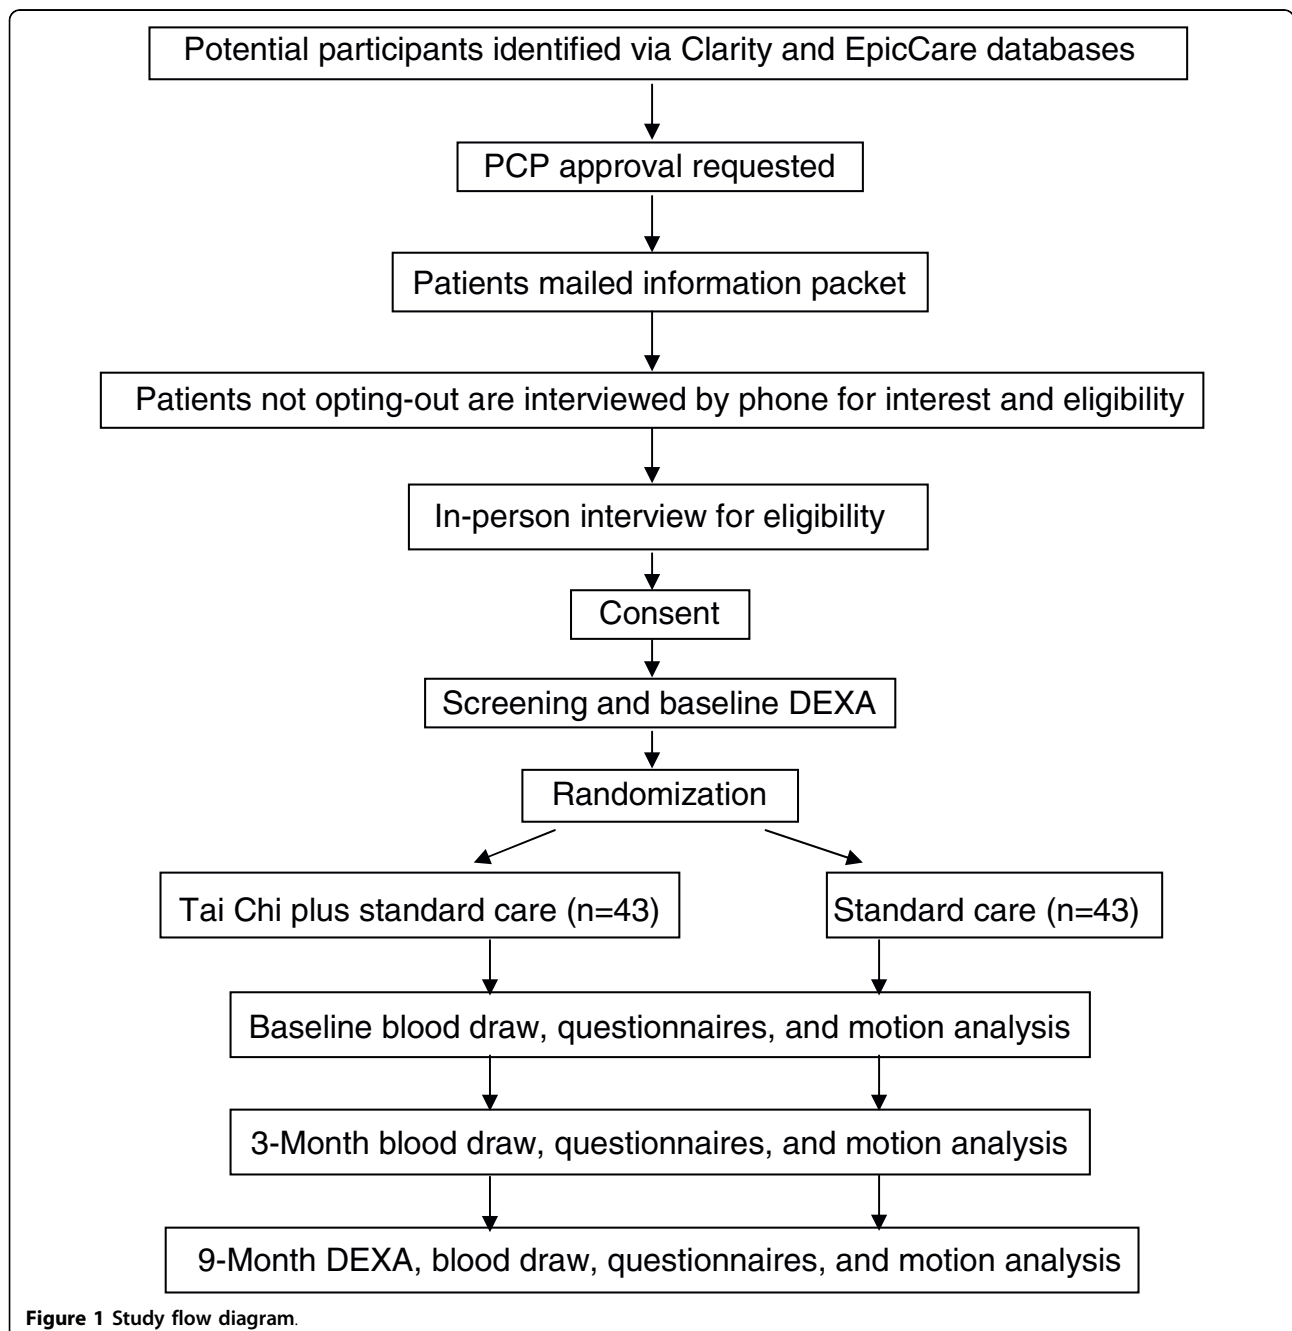 Potential participants identified via Clarity and EpicCare databases
PCP approval requested
Patients mailed information packet
Patients not opting-out are interviewed by phone for interest and eligibility
In-person interview for eligibility
Consent
Screening and baseline DEXA
Randomization
Tai Chi plus standard care (n=43)
Standard care (n=43)
Baseline blood draw, questionnaires, and motion analysis
3-Month blood draw, questionnaires, and motion analysis
9-Month DEXA, blood draw, questionnaires, and motion analysis
Figure 1 Study flow diagram.